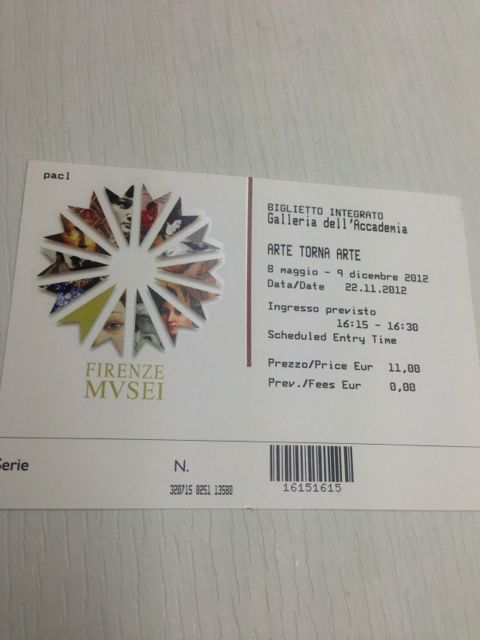 pacl
FIRENZE
MVSEI
BIGLIETTO INTEGRATO
Galleria dell'Accademia
ARTE TORNA ARTE
8 maggio - 9 dicembre 2012
Data/Date 22.11.2012
Ingresso previsto
16:15 - 16:30
Scheduled Entry Time
Prezzo/Price Eur 11,00
Prev./Fees Eur 0,00
Serie
N.
320715 0251 13580
16151615